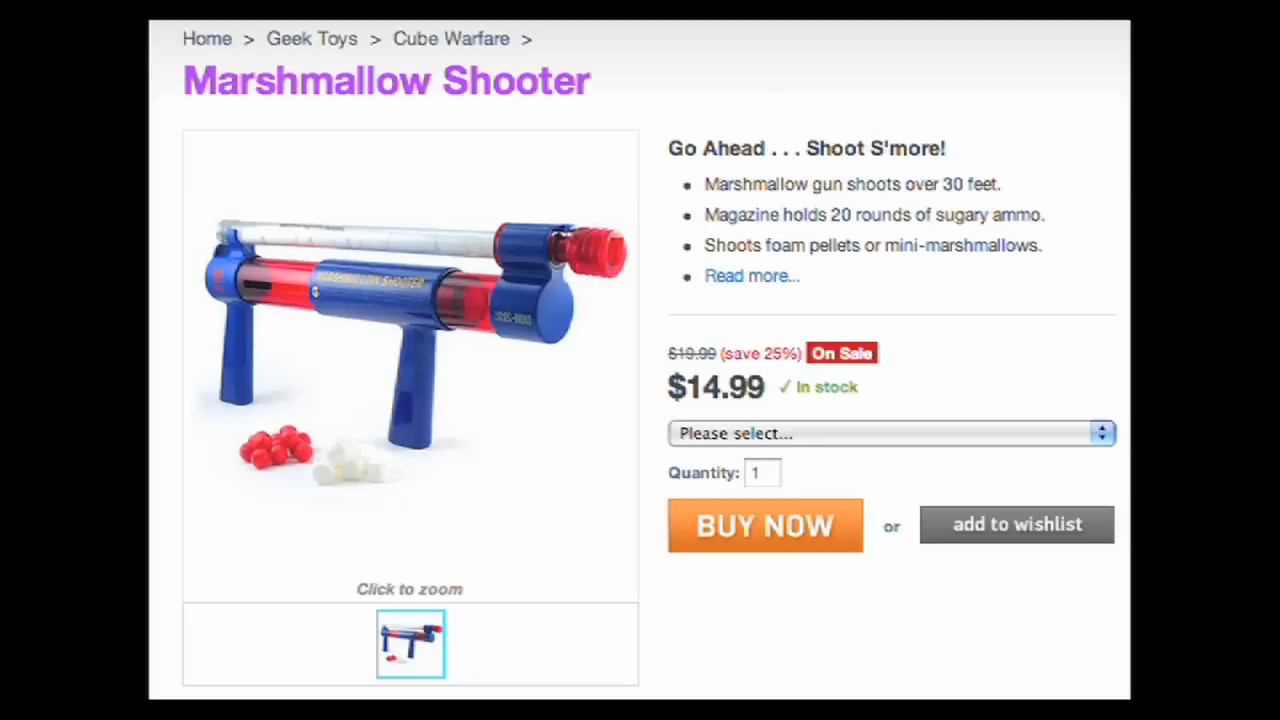 Home > Geek Toys > Cube Warfare >
Marshmallow Shooter
Go Ahead . . . Shoot S'more!
Marshmallow gun shoots over 30 feet.
Magazine holds 20 rounds of sugary ammo.
Shoots foam pellets or mini-marshmallows.
Read more...
MARSHMALLOW SHOOTER
$19.99 (save 25%) On Sale
$14.99 ✓ In stock
Please select...
Quantity: 1
BUY NOW or add to wishlist
Click to zoom